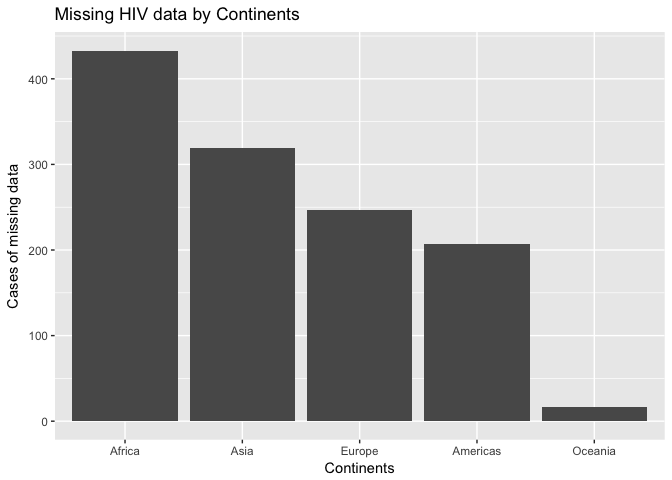 Missing HIV data by Continents
Cases of missing data
400
300
200
100
0
Africa Asia Europe Americas Oceania
Continents